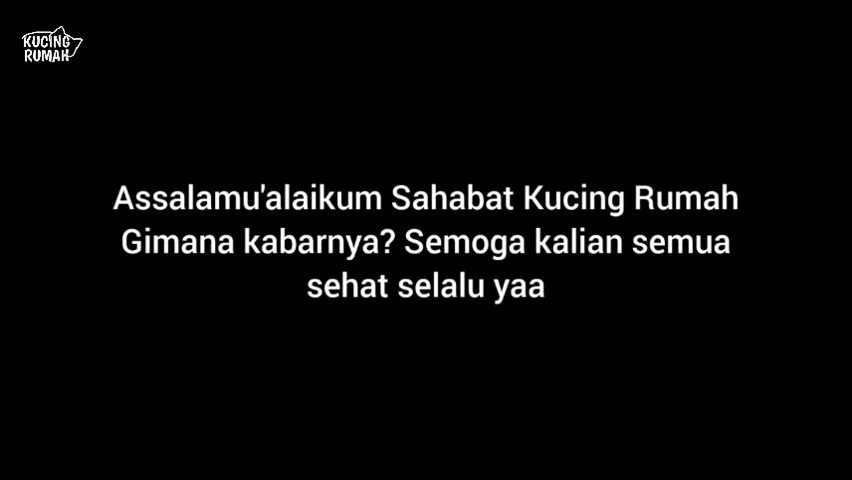 KUCING
RUMAH
Assalamu'alaikum Sahabat Kucing Rumah
Gimana kabarnya? Semoga kalian semua
sehat selalu yaa